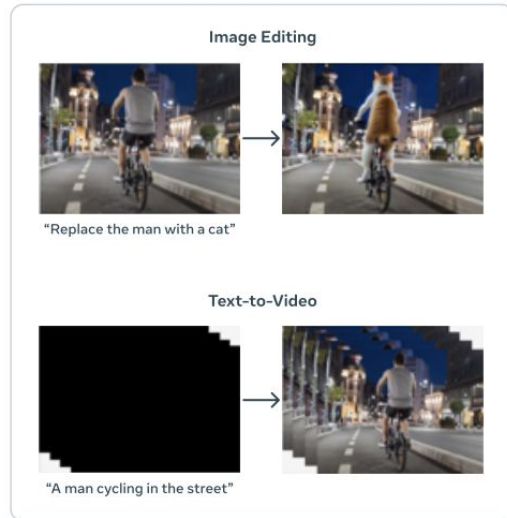 Image Editing
“Replace the man with a cat”
Text-to-Video
“A man cycling in the street”